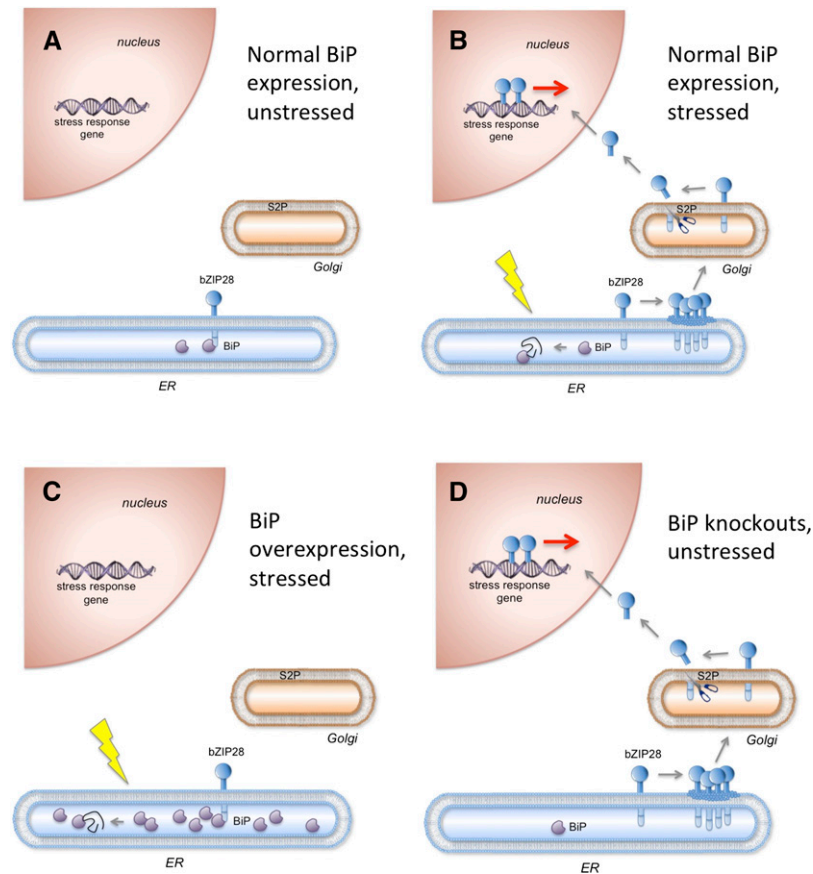 A
nucleus
Normal BiP
expression,
unstressed
stress response
gene
S2P
Golgi
bZIP28
BiP
ER
B
nucleus
Normal BiP
expression,
stressed
stress response
gene
S2P
Golgi
bZIP28
BiP
ER
C
nucleus
BiP
overexpression,
stressed
stress response
gene
S2P
Golgi
bZIP28
BiP
ER
D
nucleus
BiP knockouts,
unstressed
stress response
gene
S2P
Golgi
bZIP28
BiP
ER